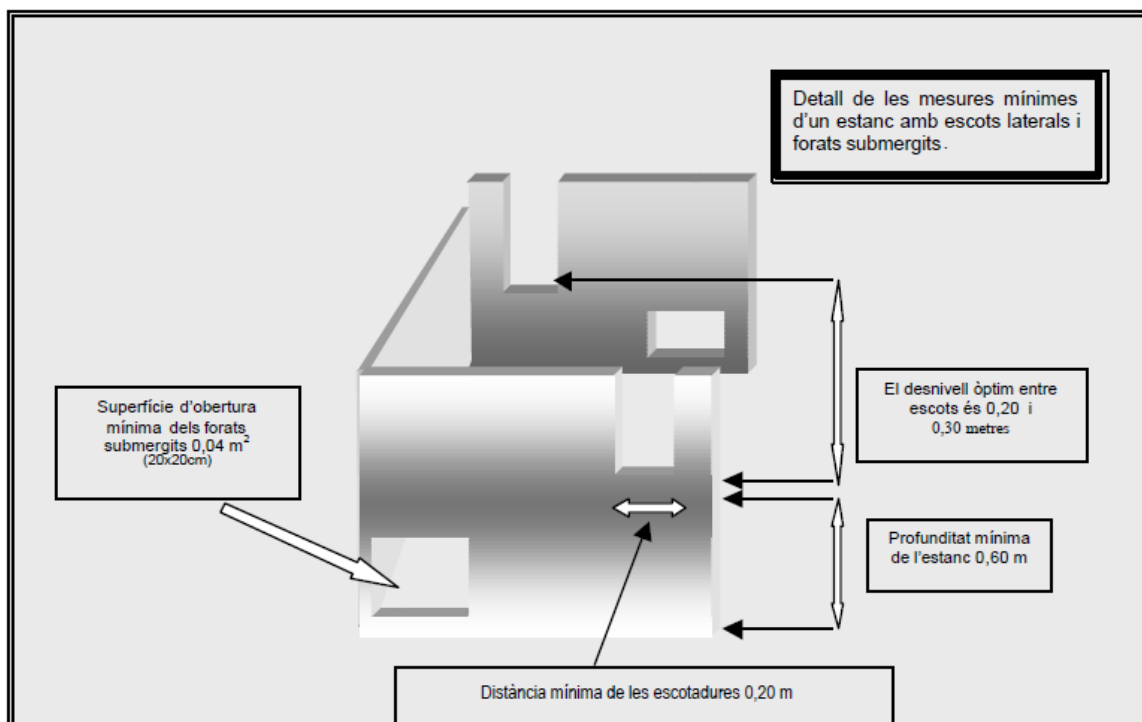 Detall de les mesures mínimes
d'un estanc amb escots laterals i
forats submergits.
Superfície d'obertura
mínima dels forats
submergits 0,04 m²
(20x20cm)
El desnivell òptim entre
escots és 0,20 i
0,30 metres
Profunditat mínima
de l'estanc 0,60 m
Distància mínima de les escotadures 0,20 m